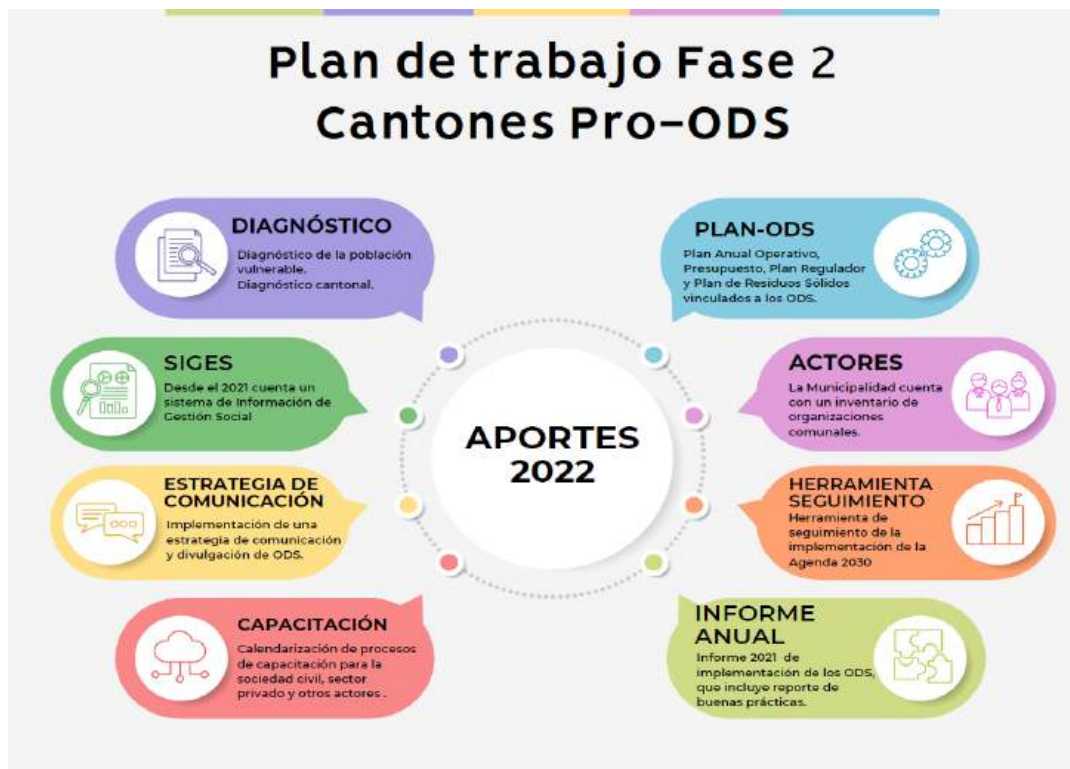 Plan de trabajo Fase 2
Cantones Pro-ODS
DIAGNÓSTICO
Diagnóstico de la población
vulnerable.
Diagnóstico cantonal.
SIGES
Desde el 2021 cuenta un
sistema de Información de
Gestión Social
ESTRATEGIA DE
COMUNICACIÓN
Implementación de una
estrategia de comunicación
y divulgación de ODS.
CAPACITACIÓN
Calendarización de procesos
de capacitación para la
sociedad civil, sector
privado y otros actores .
APORTES
2022
PLAN-ODS
Plan Anual Operativo,
Presupuesto, Plan Regulador
y Plan de Residuos Sólidos
vinculados a los ODS.
ACTORES
La Municipalidad cuenta
con un inventario de
organizaciones
comunales.
HERRAMIENTA
SEGUIMIENTO
Herramienta de
seguimiento de la
implementación de la
Agenda 2030
INFORME
ANUAL
Informe 2021 de
implementación de los ODS,
que incluye reporte de
buenas prácticas.